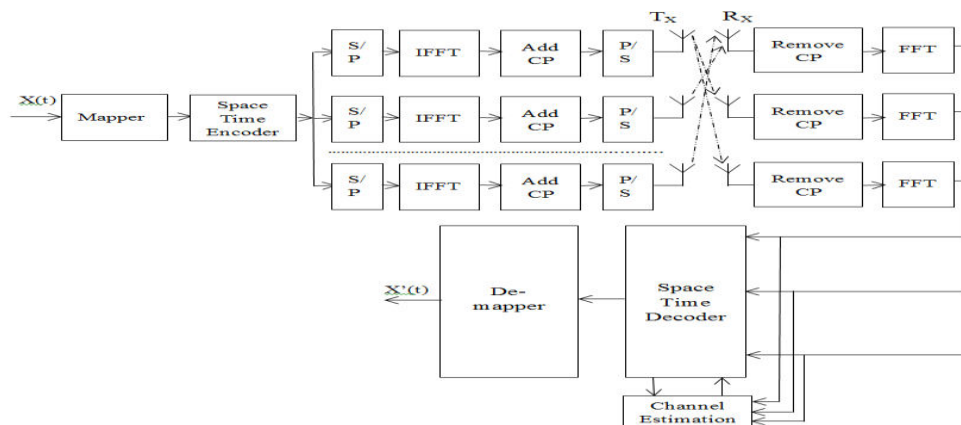 Tx Rx
S/
P
IFFT
Add
CP
P/
S
Remove
CP
FFT
X(t)
Mapper
Space
Time
Encoder
S/
P
IFFT
Add
CP
P/
S
Remove
CP
FFT
S/
P
IFFT
Add
CP
P/
S
Remove
CP
FFT
X'(t)
De-
mapper
Space
Time
Decoder
Channel
Estimation